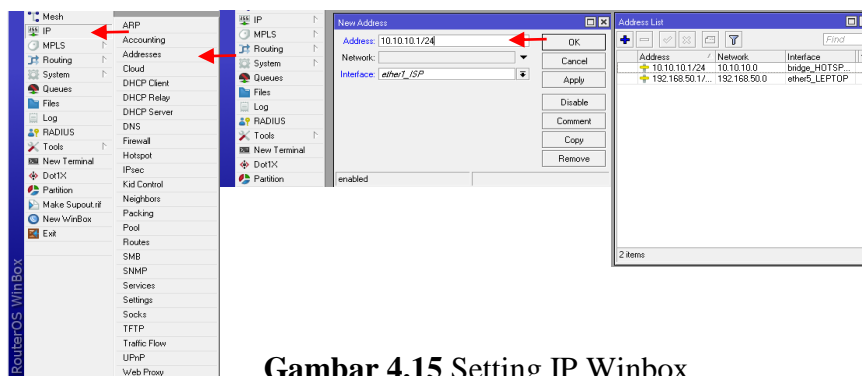 Mesh
IP
MPLS
Routing
System
Queues
Files
Log
RADIUS
Tools
New Terminal
Dot1X
Partition
Make Supout.rif
New WinBox
Exit
RouterOS WinBox
ARP
Accounting
Addresses
Cloud
DHCP Client
DHCP Relay
DHCP Server
DNS
Firewall
Hotspot
IPsec
Kid Control
Neighbors
Packing
Pool
Routes
SMB
SNMP
Services
Settings
Socks
TFTP
Traffic Flow
UPnP
Web Proxy
IP
MPLS
Routing
System
Queues
Files
Log
RADIUS
Tools
New Terminal
Dot1X
Partition
New Address
Address: 10.10.10.1/24
Network:
Interface: ether1_ISP
OK
Cancel
Apply
Disable
Comment
Copy
Remove
enabled
Address List
Find
Address Network Interface
10.10.10.1/24 10.10.10.0 bridge_HOTSP...
192.168.50.1/... 192.168.50.0 ether5_LEPTOP
2 items
Gambar 4.15 Setting IP Winbox